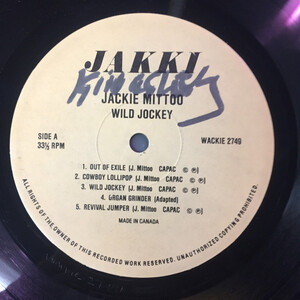 JAKKI
KINGSLEY
JACKIE MITTOO
WILD JOCKEY
SIDE A
33⅓ RPM
WACKIE 2749
1. OUT OF EXILE (J. Mittoo CAPAC © ℗)
2. COWBOY LOLLIPOP (J. Mittoo CAPAC © ℗)
3. WILD JOCKEY (J. Mittoo CAPAC © ℗)
4. ORGAN GRINDER (Adapted)
5. REVIVAL JUMPER (J. Mittoo CAPAC © ℗)
MADE IN CANADA
ALL RIGHTS OF THE OWNER OF THIS RECORDED WORK RESERVED. UNAUTHORIZED COPYING PROHIBITED.